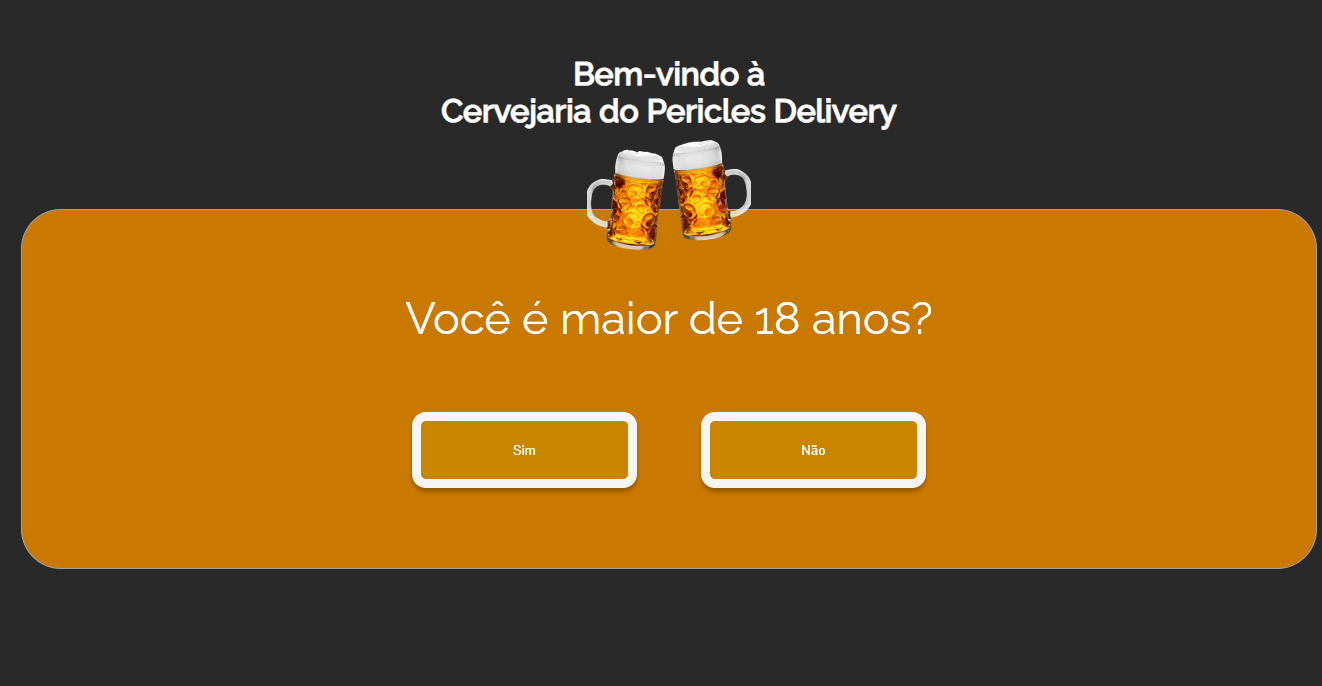 Bem-vindo à
Cervejaria do Pericles Delivery
Você é maior de 18 anos?
Sim
Não